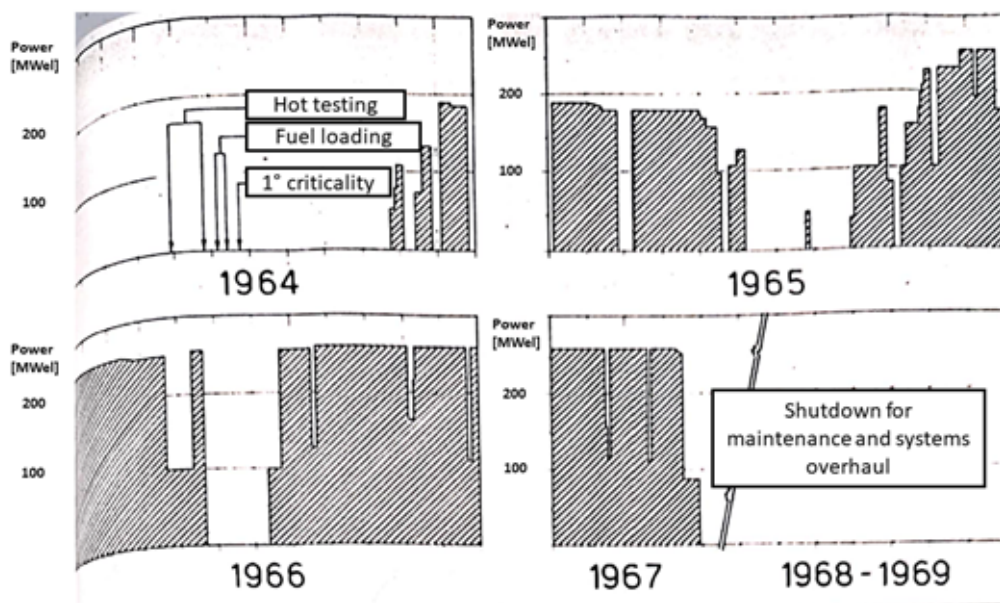 Power
[MWel]
200
100
Hot testing
Fuel loading
1° criticality
1964
Power
[MWel]
200
100
1965
Power
[MWel]
200
100
1966
Power
[MWel]
200
100
Shutdown for
maintenance and systems
overhaul
1967
1968-1969